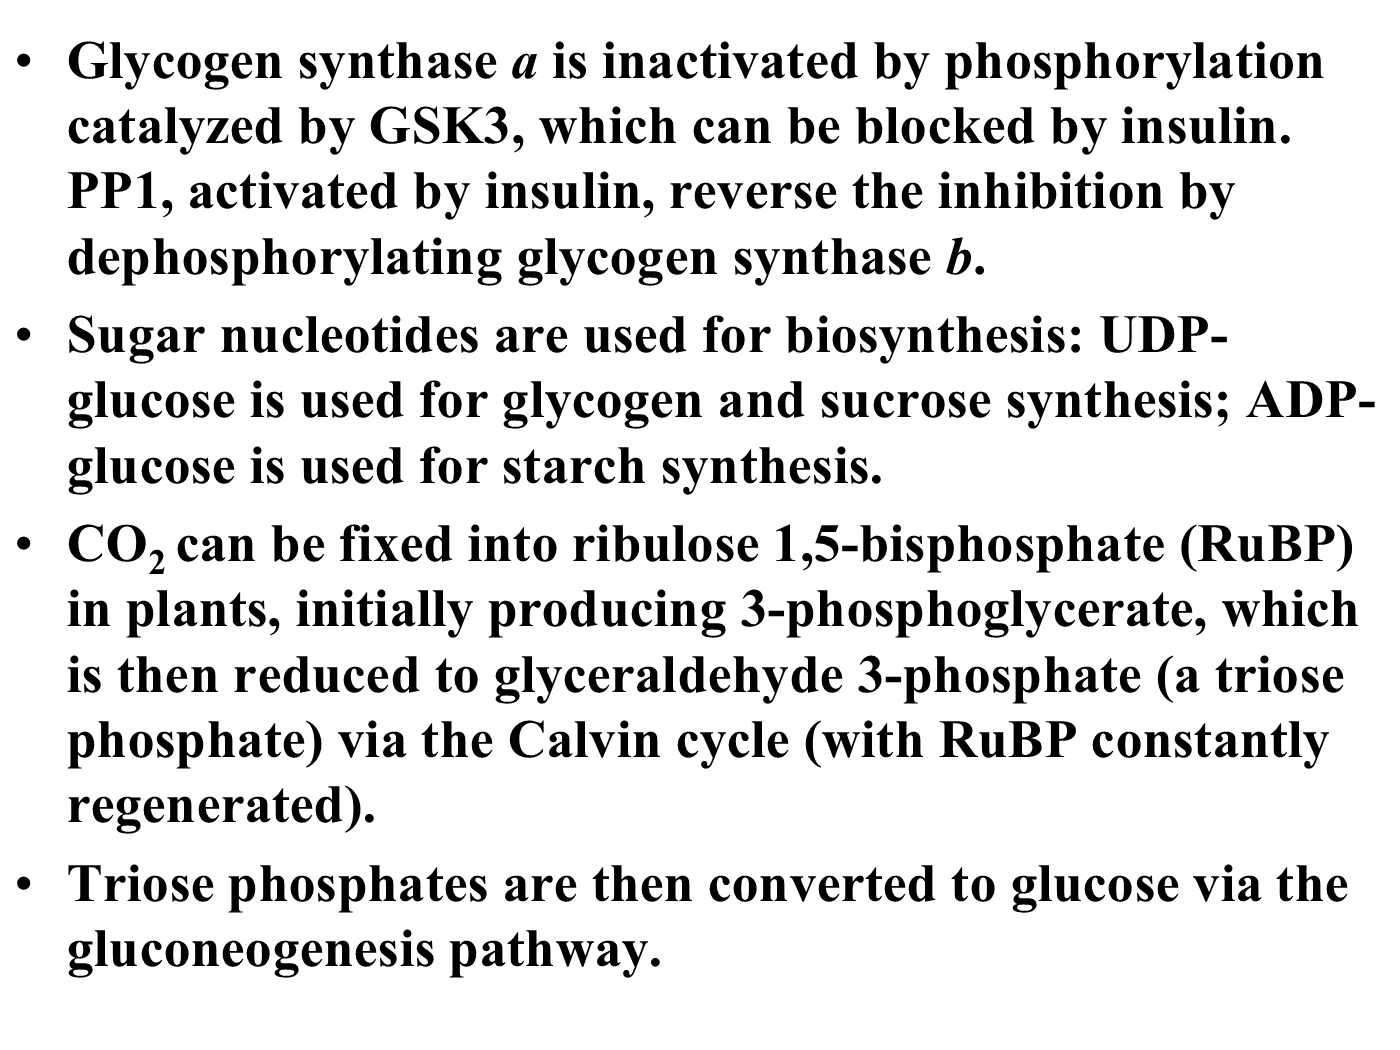 • Glycogen synthase a is inactivated by phosphorylation
catalyzed by GSK3, which can be blocked by insulin.
PP1, activated by insulin, reverse the inhibition by
dephosphorylating glycogen synthase b.
• Sugar nucleotides are used for biosynthesis: UDP-
glucose is used for glycogen and sucrose synthesis; ADP-
glucose is used for starch synthesis.
• CO₂ can be fixed into ribulose 1,5-bisphosphate (RuBP)
in plants, initially producing 3-phosphoglycerate, which
is then reduced to glyceraldehyde 3-phosphate (a triose
phosphate) via the Calvin cycle (with RuBP constantly
regenerated).
• Triose phosphates are then converted to glucose via the
gluconeogenesis pathway.